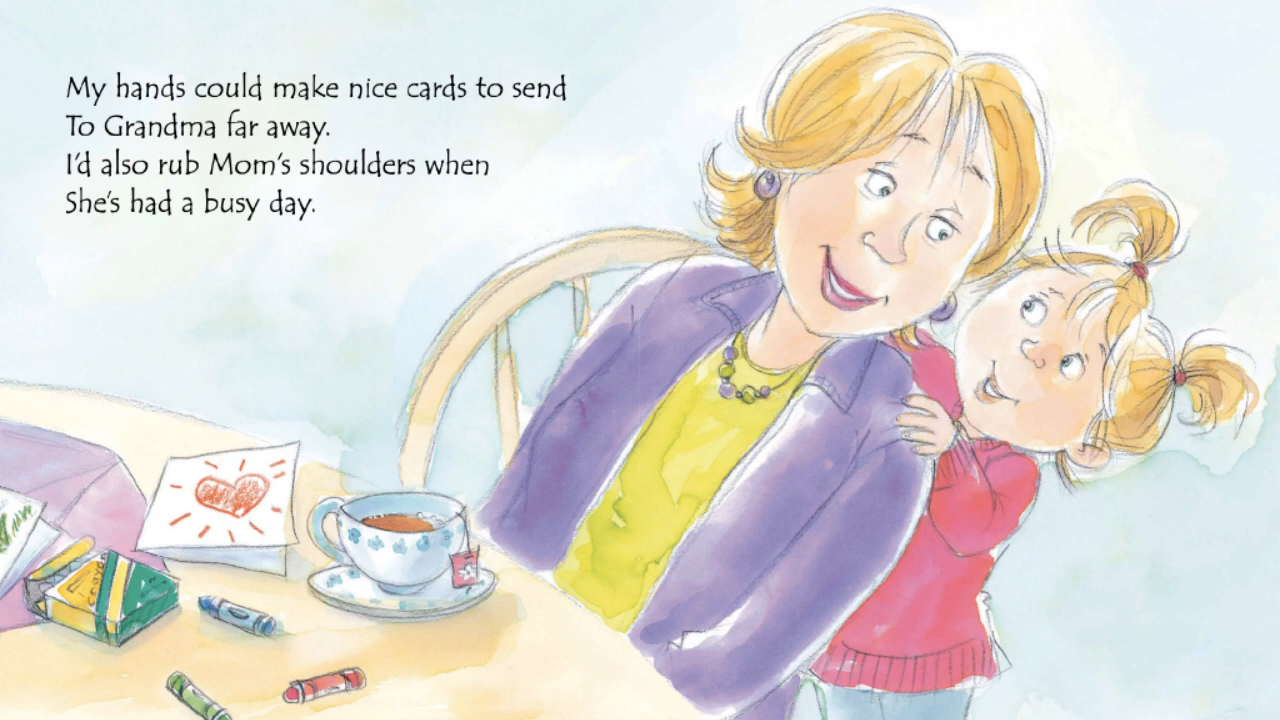 My hands could make nice cards to send
To Grandma far away.
I'd also rub Mom's shoulders when
She's had a busy day.